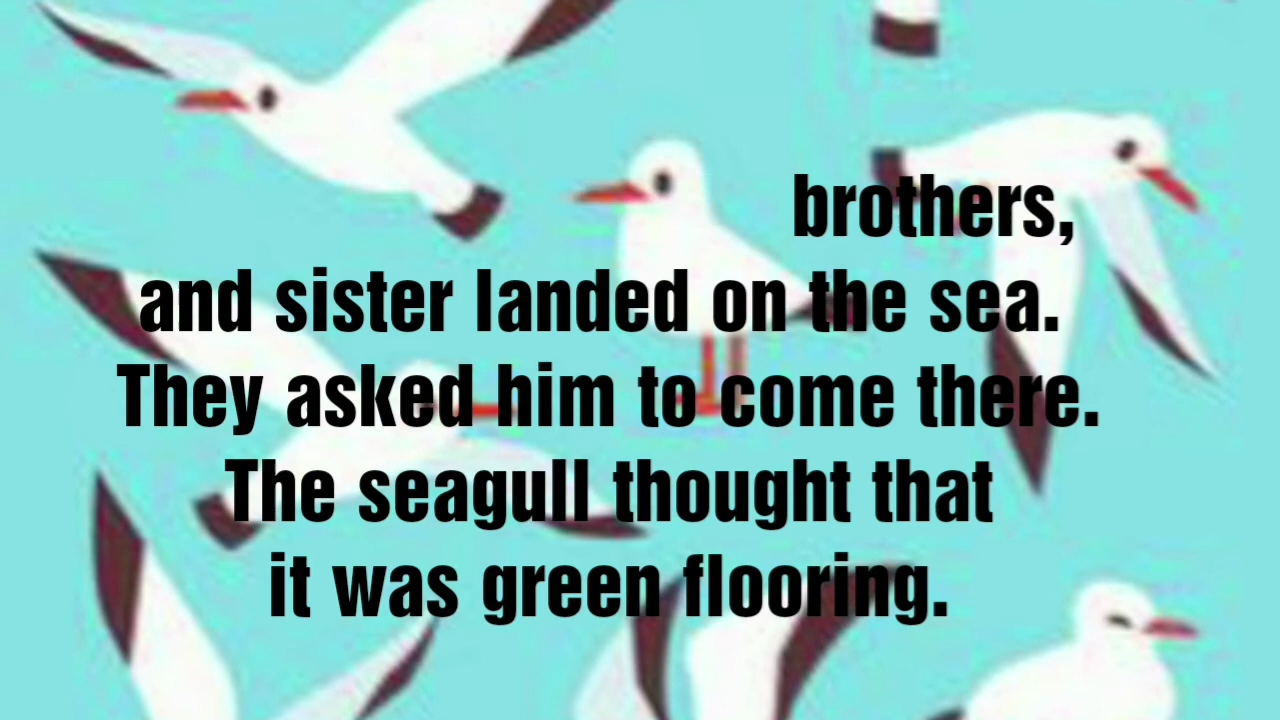 brothers,
and sister landed on the sea.
They asked him to come there.
The seagull thought that
it was green flooring.